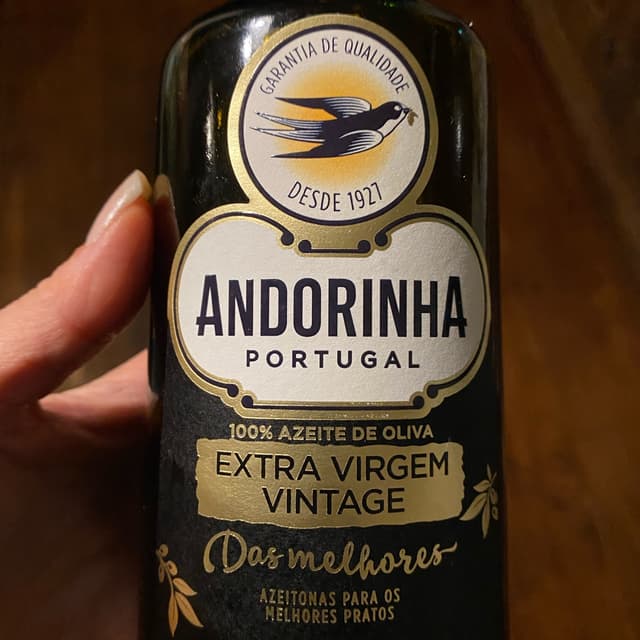 GARANTIA DE QUALIDADE
DESDE 1927
ANDORINHA
PORTUGAL
100% AZEITE DE OLIVA
EXTRA VIRGEM
VINTAGE
Das melhores
AZEITONAS PARA OS
MELHORES PRATOS